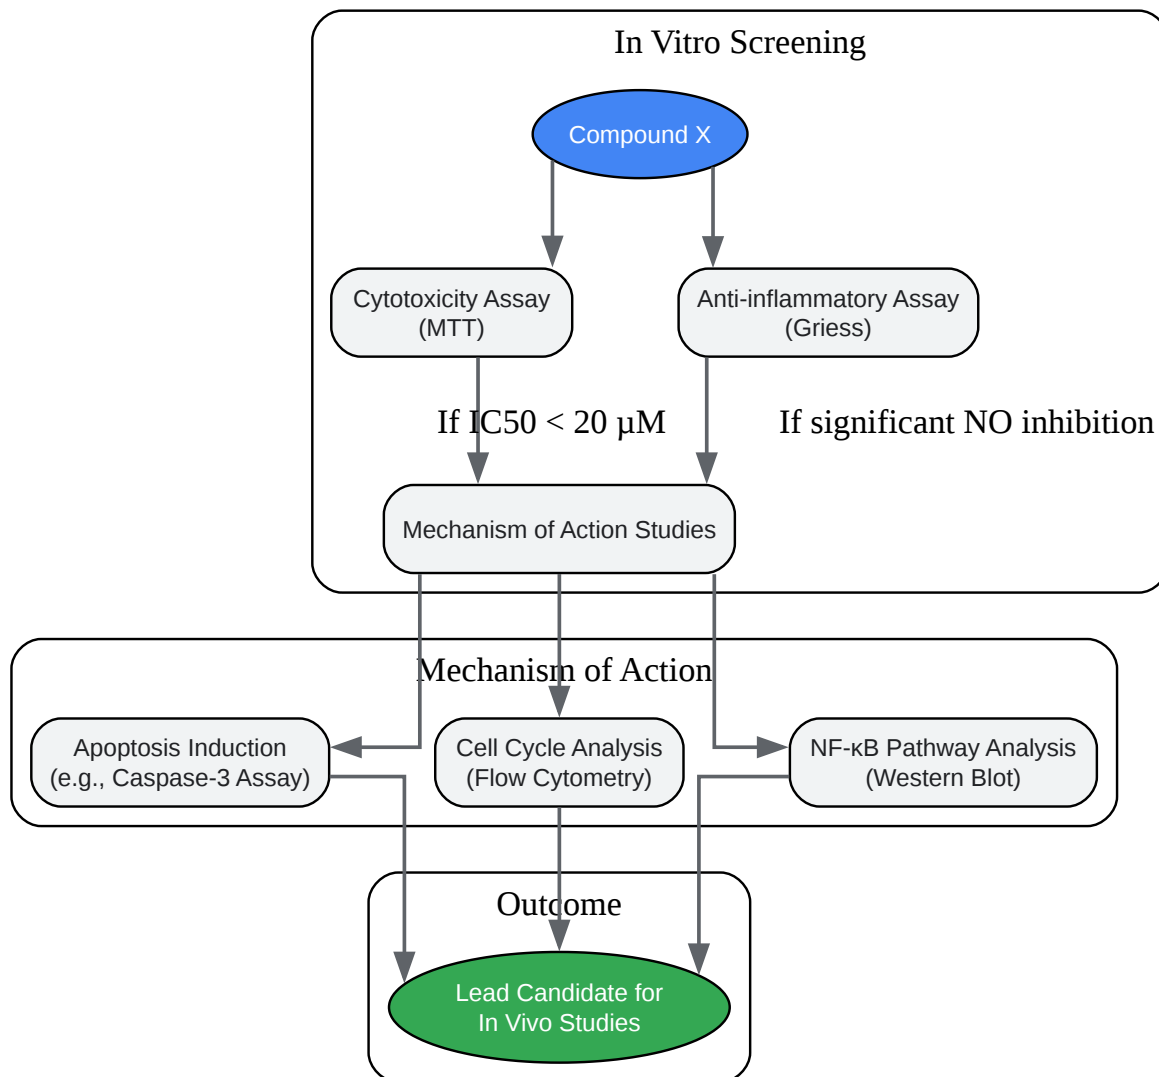 In Vitro Screening
Compound X
Cytotoxicity Assay
(MTT)
Anti-inflammatory Assay
(Griess)
If IC50 < 20 µM
If significant NO inhibition
Mechanism of Action Studies
Mechanism of Action
Apoptosis Induction
(e.g., Caspase-3 Assay)
Cell Cycle Analysis
(Flow Cytometry)
NF-κB Pathway Analysis
(Western Blot)
Outcome
Lead Candidate for
In Vivo Studies